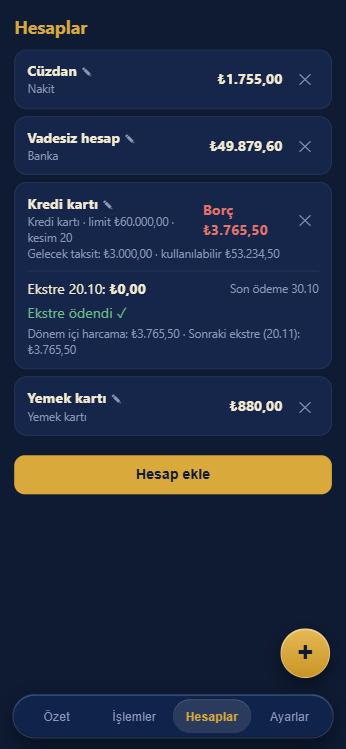 Hesaplar
Cüzdan
Nakit
₺1.755,00
Vadesiz hesap
Banka
₺49.879,60
Kredi kartı
Kredi kartı · limit ₺60.000,00 ·
kesim 20
Borç
₺3.765,50
Gelecek taksit: ₺3.000,00 · kullanılabilir ₺53.234,50
Ekstre 20.10: ₺0,00
Son ödeme 30.10
Ekstre ödendi ✓
Dönem içi harcama: ₺3.765,50 · Sonraki ekstre (20.11):
₺3.765,50
Yemek kartı
Yemek kartı
₺880,00
Hesap ekle
+
Özet İşlemler Hesaplar Ayarlar